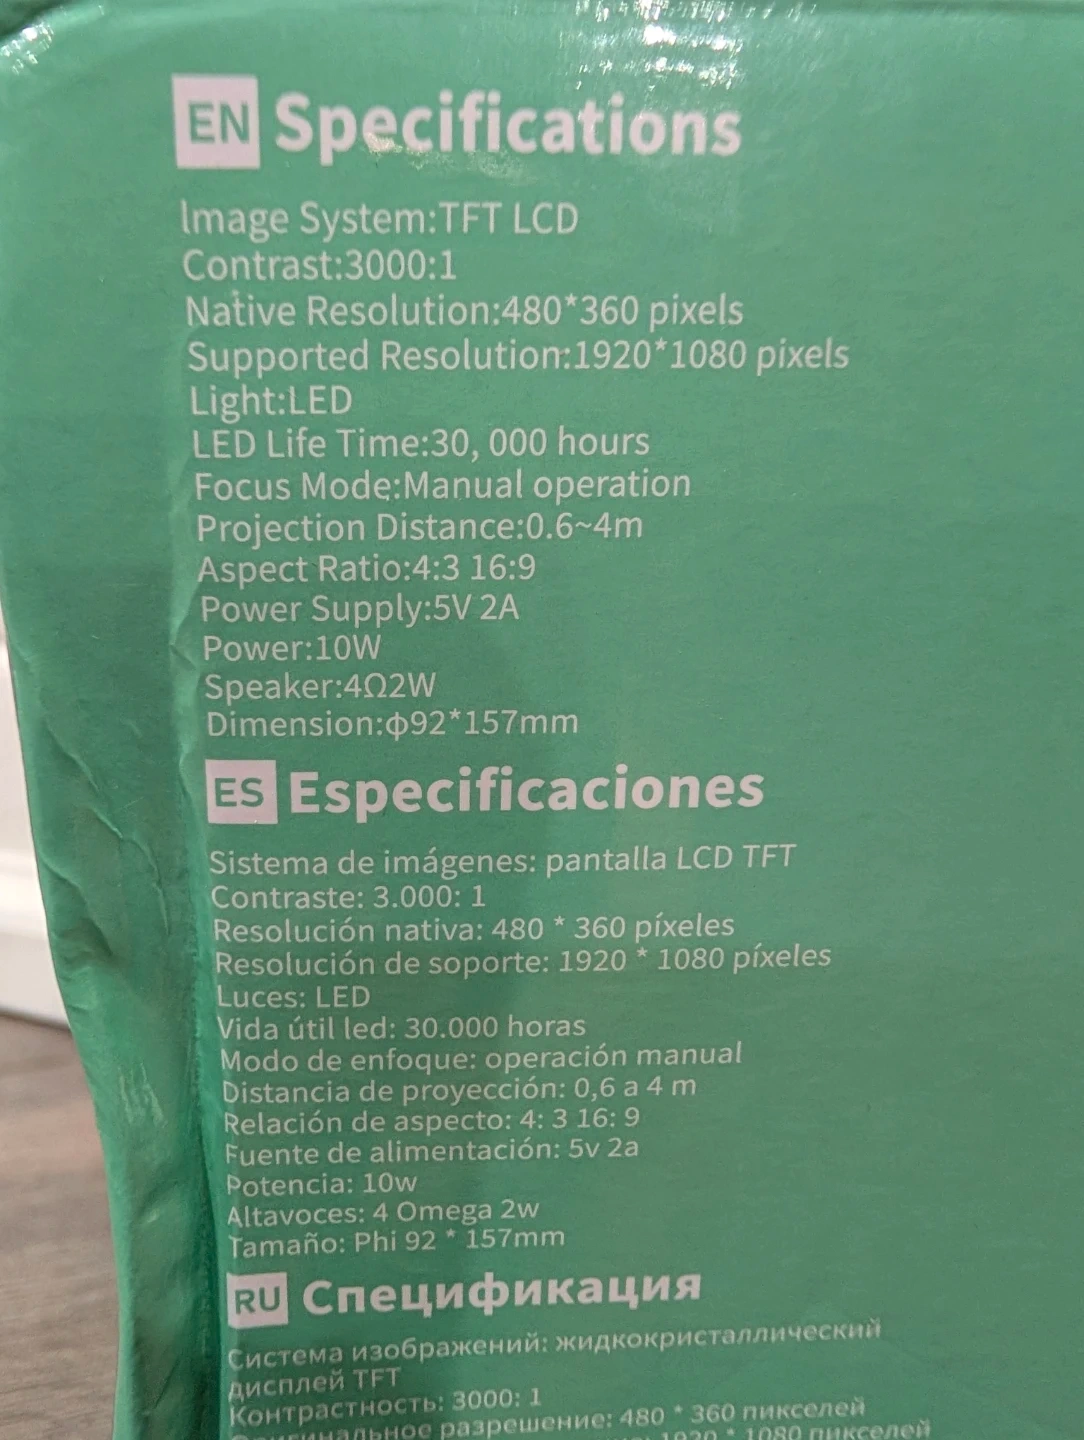 EN Specifications
lmage System:TFT LCD
Contrast:3000:1
Native Resolution:480*360 pixels
Supported Resolution:1920*1080 pixels
Light:LED
LED Life Time:30, 000 hours
Focus Mode:Manual operation
Projection Distance:0.6~4m
Aspect Ratio:4:3 16:9
Power Supply:5V 2A
Power:10W
Speaker:4Ω2W
Dimension:ф92*157mm
ES Especificaciones
Sistema de imágenes: pantalla LCD TFT
Contraste: 3.000: 1
Resolución nativa: 480 * 360 píxeles
Resolución de soporte: 1920 * 1080 píxeles
Luces: LED
Vida útil led: 30.000 horas
Modo de enfoque: operación manual
Distancia de proyección: 0,6 a 4 m
Relación de aspecto: 4: 3 16: 9
Fuente de alimentación: 5v 2a
Potencia: 10w
Altavoces: 4 Omega 2w
Tamaño: Phi 92 * 157mm
RU Спецификация
Система изображений: жидкокристаллический
дисплей TFT
Контрастность: 3000: 1
Оригинальное разрешение: 480 * 360 пикселей
1920 * 1080 пикселей